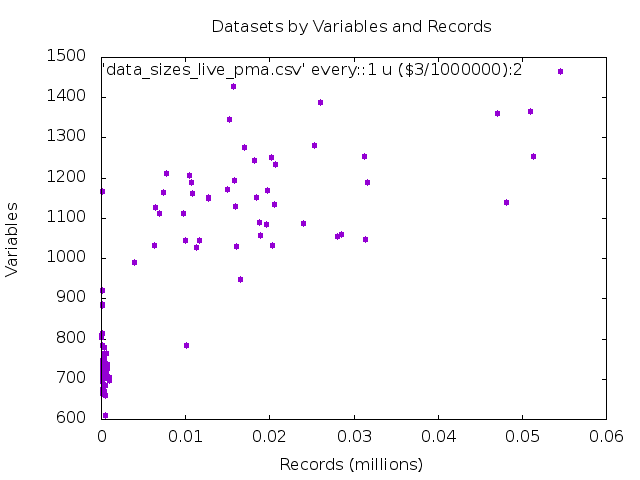 Datasets by Variables and Records
1500
'data_sizes_live_pma.csv' every::1 u ($3/1000000):2
1400
1300
1200
1100
Variables
1000
900
800
700
600
0 0.01 0.02 0.03 0.04 0.05 0.06
Records (millions)